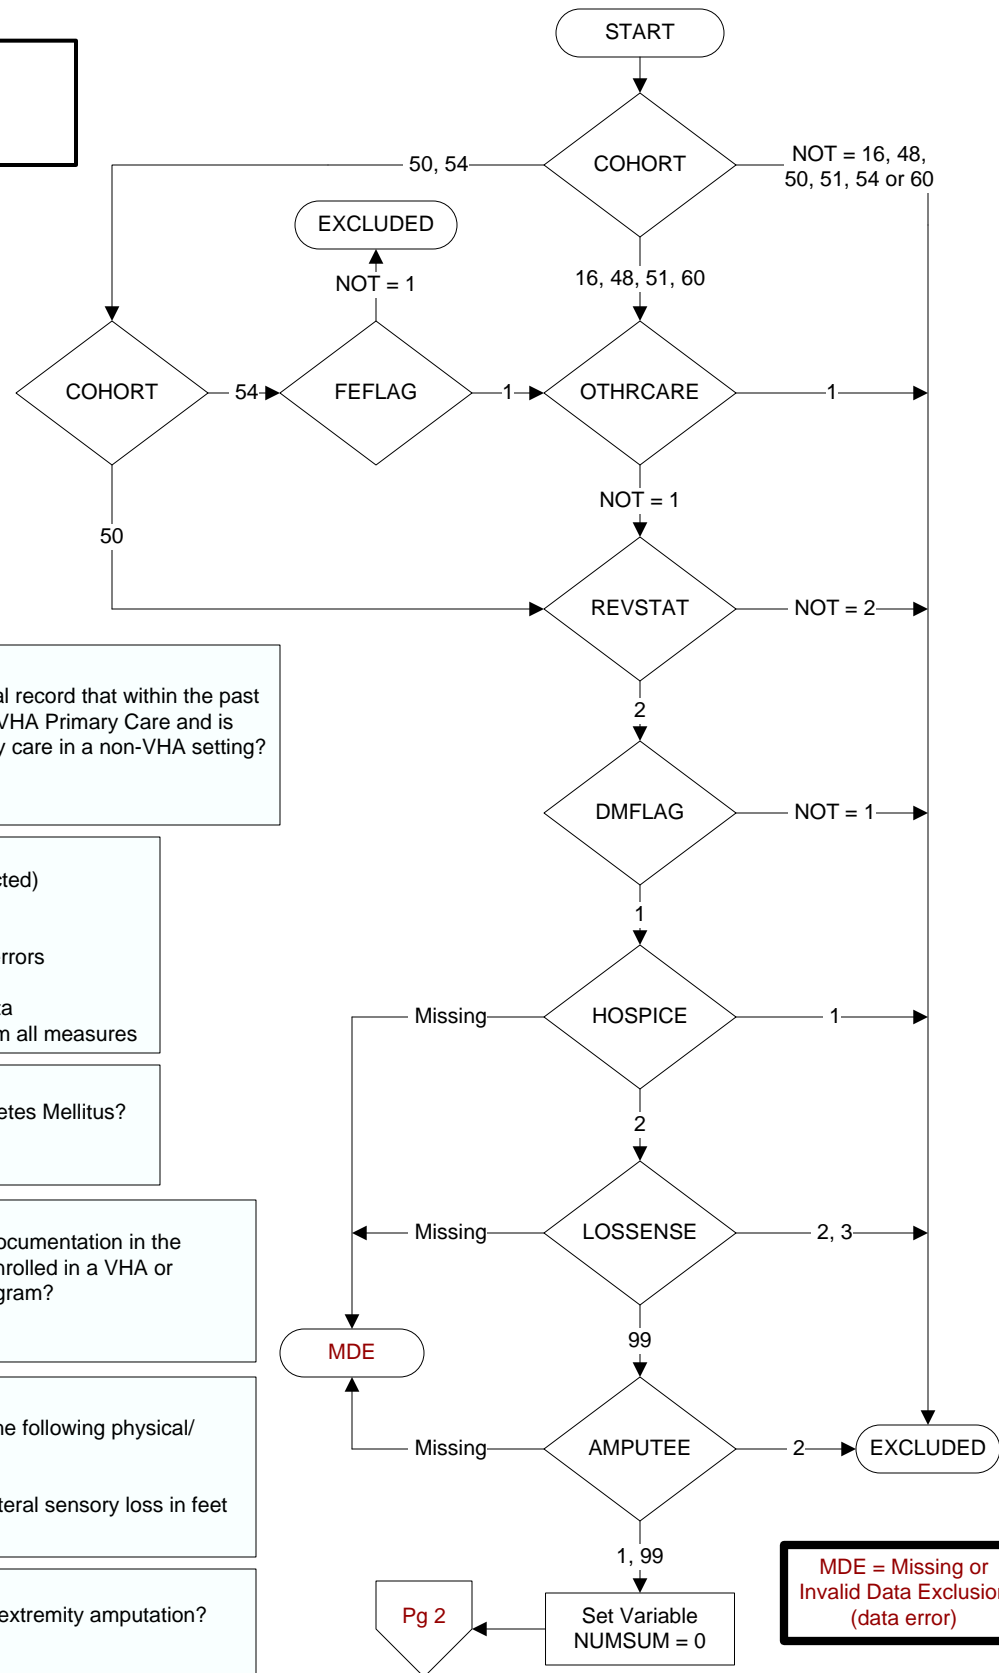 START
COHORT
50, 54
NOT = 16, 48,
50, 51, 54 or 60
EXCLUDED
NOT = 1
16, 48, 51, 60
COHORT
54
FEFLAG
1
OTHRCARE
1
NOT = 1
50
REVSTAT
NOT = 2
al record that within the past
VHA Primary Care and is
y care in a non-VHA setting?
2
DMFLAG
NOT = 1
cted)
rrors
ta
m all measures
1
Missing
HOSPICE
1
etes Mellitus?
2
Missing
LOSSENSE
2, 3
ocumentation in the
nrolled in a VHA or
gram?
99
MDE
Missing
AMPUTEE
2
EXCLUDED
he following physical/
ateral sensory loss in feet
1, 99
extremity amputation?
Pg 2
Set Variable
NUMSUM = 0
MDE = Missing or
Invalid Data Exclusion
(data error)